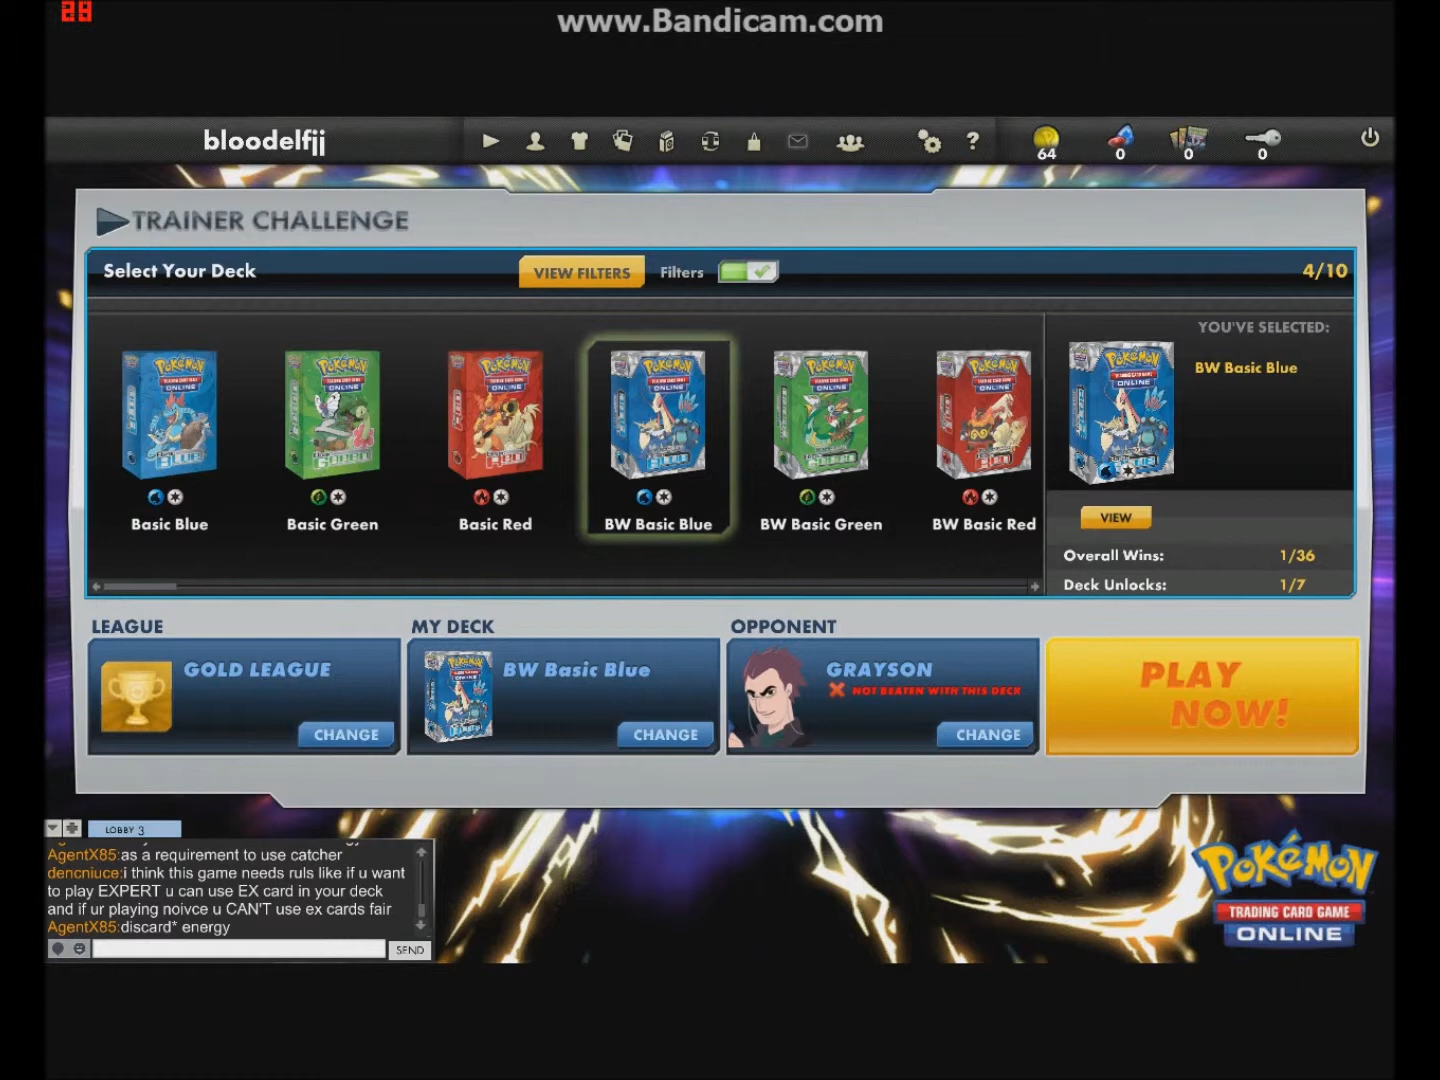 28
www.Bandicam.com
bloodelfjj
?
64
0
0
0
TRAINER CHALLENGE
Select Your Deck
VIEW FILTERS
Filters
4/10
YOU'VE SELECTED:
BW Basic Blue
Basic Blue
Basic Green
Basic Red
BW Basic Blue
BW Basic Green
BW Basic Red
VIEW
Overall Wins: 1/36
Deck Unlocks: 1/7
LEAGUE
GOLD LEAGUE
CHANGE
MY DECK
BW Basic Blue
CHANGE
OPPONENT
GRAYSON
NOT BEATEN WITH THIS DECK
CHANGE
PLAY
NOW!
LOBBY 3
AgentX85:as a requirement to use catcher
dencniuce:i think this game needs ruls like if u want
to play EXPERT u can use EX card in your deck
and if ur playing noivce u CAN'T use ex cards fair
AgentX85:discard* energy
SEND
POKéMON
TRADING CARD GAME
ONLINE